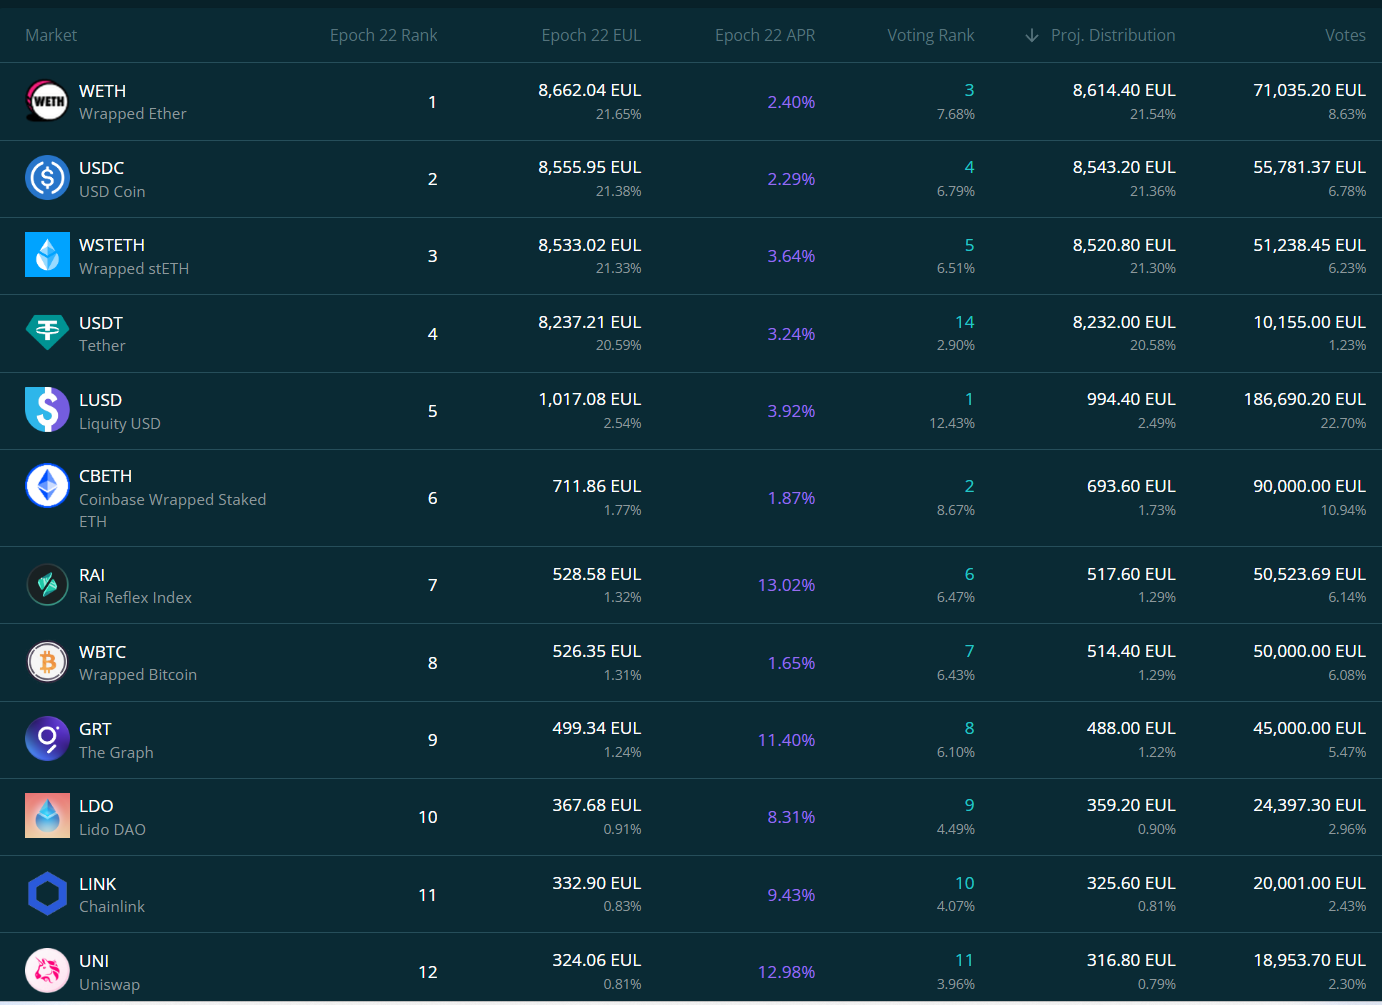 Market Epoch 22 Rank Epoch 22 EUL Epoch 22 APR Voting Rank ↓ Proj. Distribution Votes
WETH
WETH 8,662.04 EUL 3 8,614.40 EUL 71,035.20 EUL
1 2.40%
Wrapped Ether 21.65% 7.68% 21.54% 8.63%
USDC 8,555.95 EUL 4 8,543.20 EUL 55,781.37 EUL
2 2.29%
USD Coin 21.38% 6.79% 21.36% 6.78%
WSTETH 8,533.02 EUL 5 8,520.80 EUL 51,238.45 EUL
3 3.64%
Wrapped stETH 21.33% 6.51% 21.30% 6.23%
USDT 8,237.21 EUL 14 8,232.00 EUL 10,155.00 EUL
4 3.24%
Tether 20.59% 2.90% 20.58% 1.23%
LUSD 1,017.08 EUL 1 994.40 EUL 186,690.20 EUL
5 3.92%
Liquity USD 2.54% 12.43% 2.49% 22.70%
CBETH 711.86 EUL 2 693.60 EUL 90,000.00 EUL
Coinbase Wrapped Staked 6 1.87%
ETH 1.77% 8.67% 1.73% 10.94%
RAI 528.58 EUL 6 517.60 EUL 50,523.69 EUL
7 13.02%
Rai Reflex Index 1.32% 6.47% 1.29% 6.14%
WBTC 526.35 EUL 7 514.40 EUL 50,000.00 EUL
8 1.65%
Wrapped Bitcoin 1.31% 6.43% 1.29% 6.08%
GRT 499.34 EUL 8 488.00 EUL 45,000.00 EUL
9 11.40%
The Graph 1.24% 6.10% 1.22% 5.47%
LDO 367.68 EUL 9 359.20 EUL 24,397.30 EUL
10 8.31%
Lido DAO 0.91% 4.49% 0.90% 2.96%
LINK 332.90 EUL 10 325.60 EUL 20,001.00 EUL
11 9.43%
Chainlink 0.83% 4.07% 0.81% 2.43%
UNI 324.06 EUL 11 316.80 EUL 18,953.70 EUL
12 12.98%
Uniswap 0.81% 3.96% 0.79% 2.30%